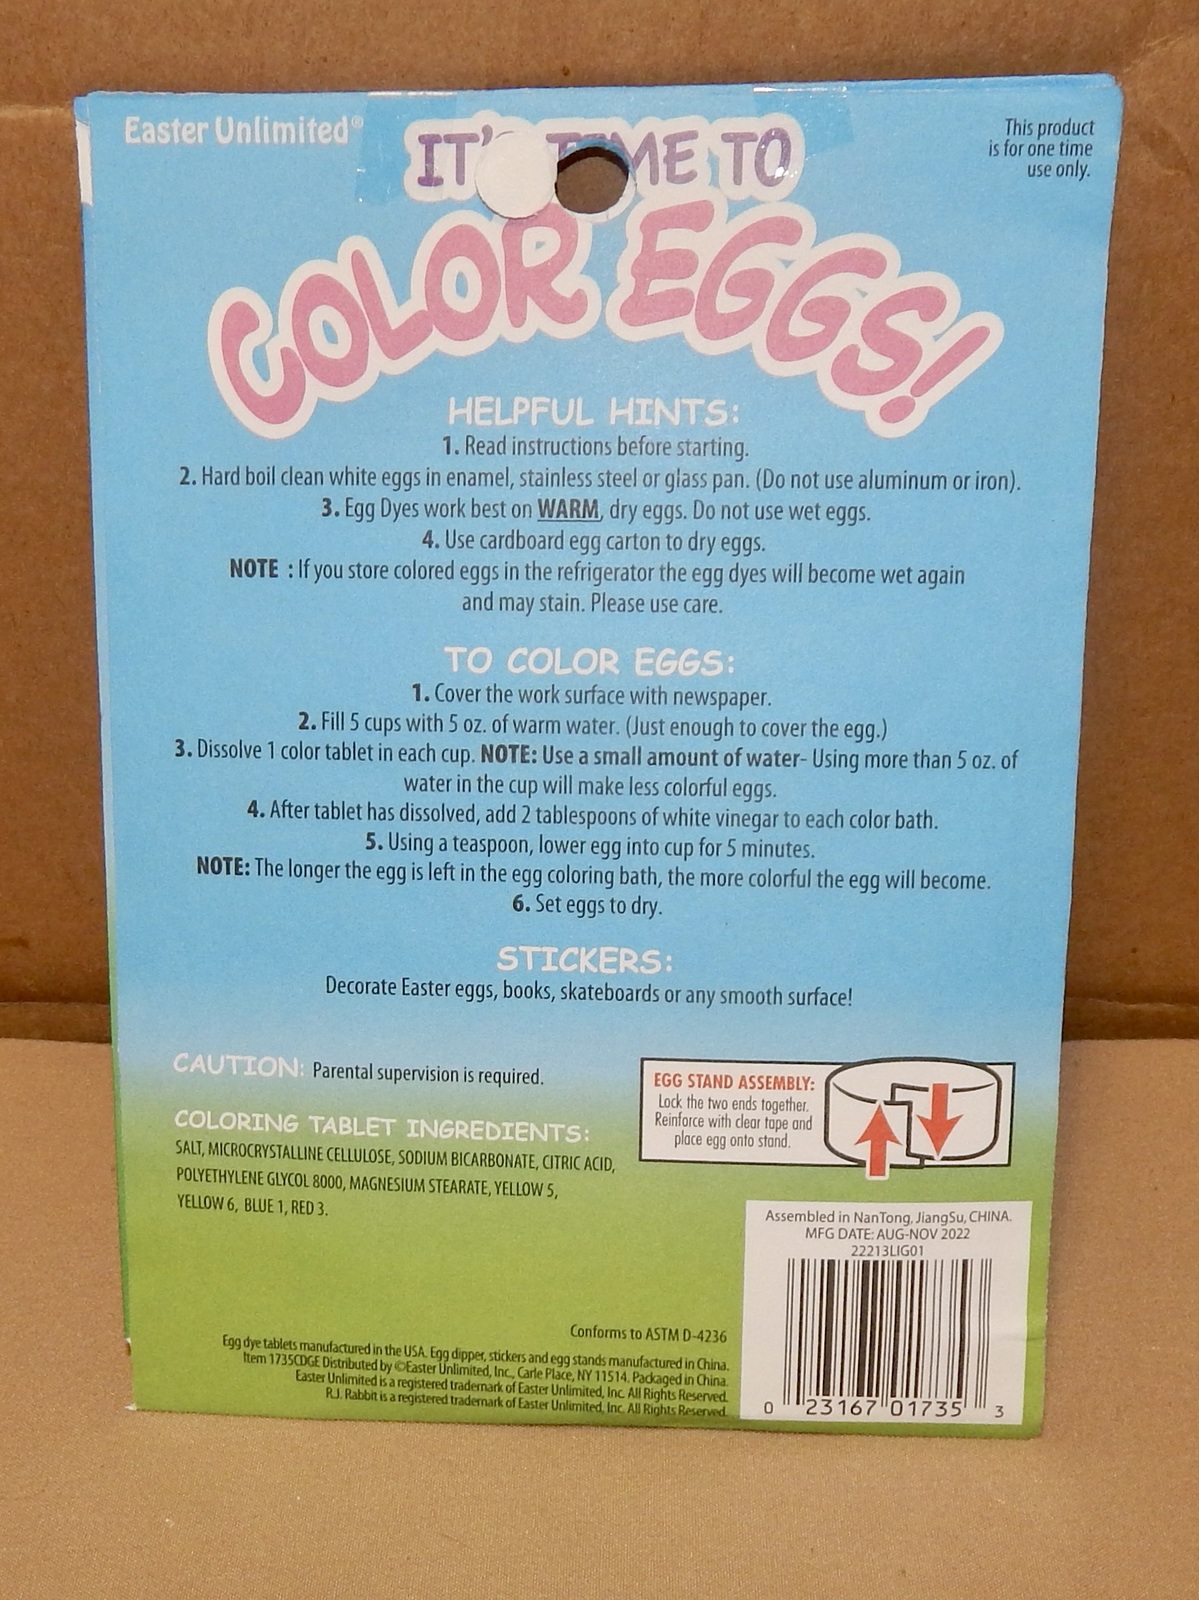 Easter Unlimited®
IT' TIME TO
COLOR EGGS!
This product
is for one time
use only.
HELPFUL HINTS:
1. Read instructions before starting.
2. Hard boil clean white eggs in enamel, stainless steel or glass pan. (Do not use aluminum or iron).
3. Egg Dyes work best on WARM, dry eggs. Do not use wet eggs.
4. Use cardboard egg carton to dry eggs.
NOTE : If you store colored eggs in the refrigerator the egg dyes will become wet again
and may stain. Please use care.
TO COLOR EGGS:
1. Cover the work surface with newspaper.
2. Fill 5 cups with 5 oz. of warm water. (Just enough to cover the egg.)
3. Dissolve 1 color tablet in each cup. NOTE: Use a small amount of water- Using more than 5 oz. of
water in the cup will make less colorful eggs.
4. After tablet has dissolved, add 2 tablespoons of white vinegar to each color bath.
5. Using a teaspoon, lower egg into cup for 5 minutes.
NOTE: The longer the egg is left in the egg coloring bath, the more colorful the egg will become.
6. Set eggs to dry.
STICKERS:
Decorate Easter eggs, books, skateboards or any smooth surface!
CAUTION: Parental supervision is required.
COLORING TABLET INGREDIENTS:
SALT, MICROCRYSTALLINE CELLULOSE, SODIUM BICARBONATE, CITRIC ACID,
POLYETHYLENE GLYCOL 8000, MAGNESIUM STEARATE, YELLOW 5,
YELLOW 6, BLUE 1, RED 3.
EGG STAND ASSEMBLY:
Lock the two ends together.
Reinforce with clear tape and
place egg onto stand.
Assembled in NanTong, JiangSu, CHINA.
MFG DATE: AUG-NOV 2022
22213LIG01
0 23167 01735 3
Conforms to ASTM D-4236
Egg dye tablets manufactured in the USA. Egg dipper, stickers and egg stands manufactured in China.
Item 1735CDGE Distributed by ©Easter Unlimited, Inc., Carle Place, NY 11514. Packaged in China.
Easter Unlimited is a registered trademark of Easter Unlimited, Inc. All Rights Reserved.
R.J. Rabbit is a registered trademark of Easter Unlimited, Inc. All Rights Reserved.